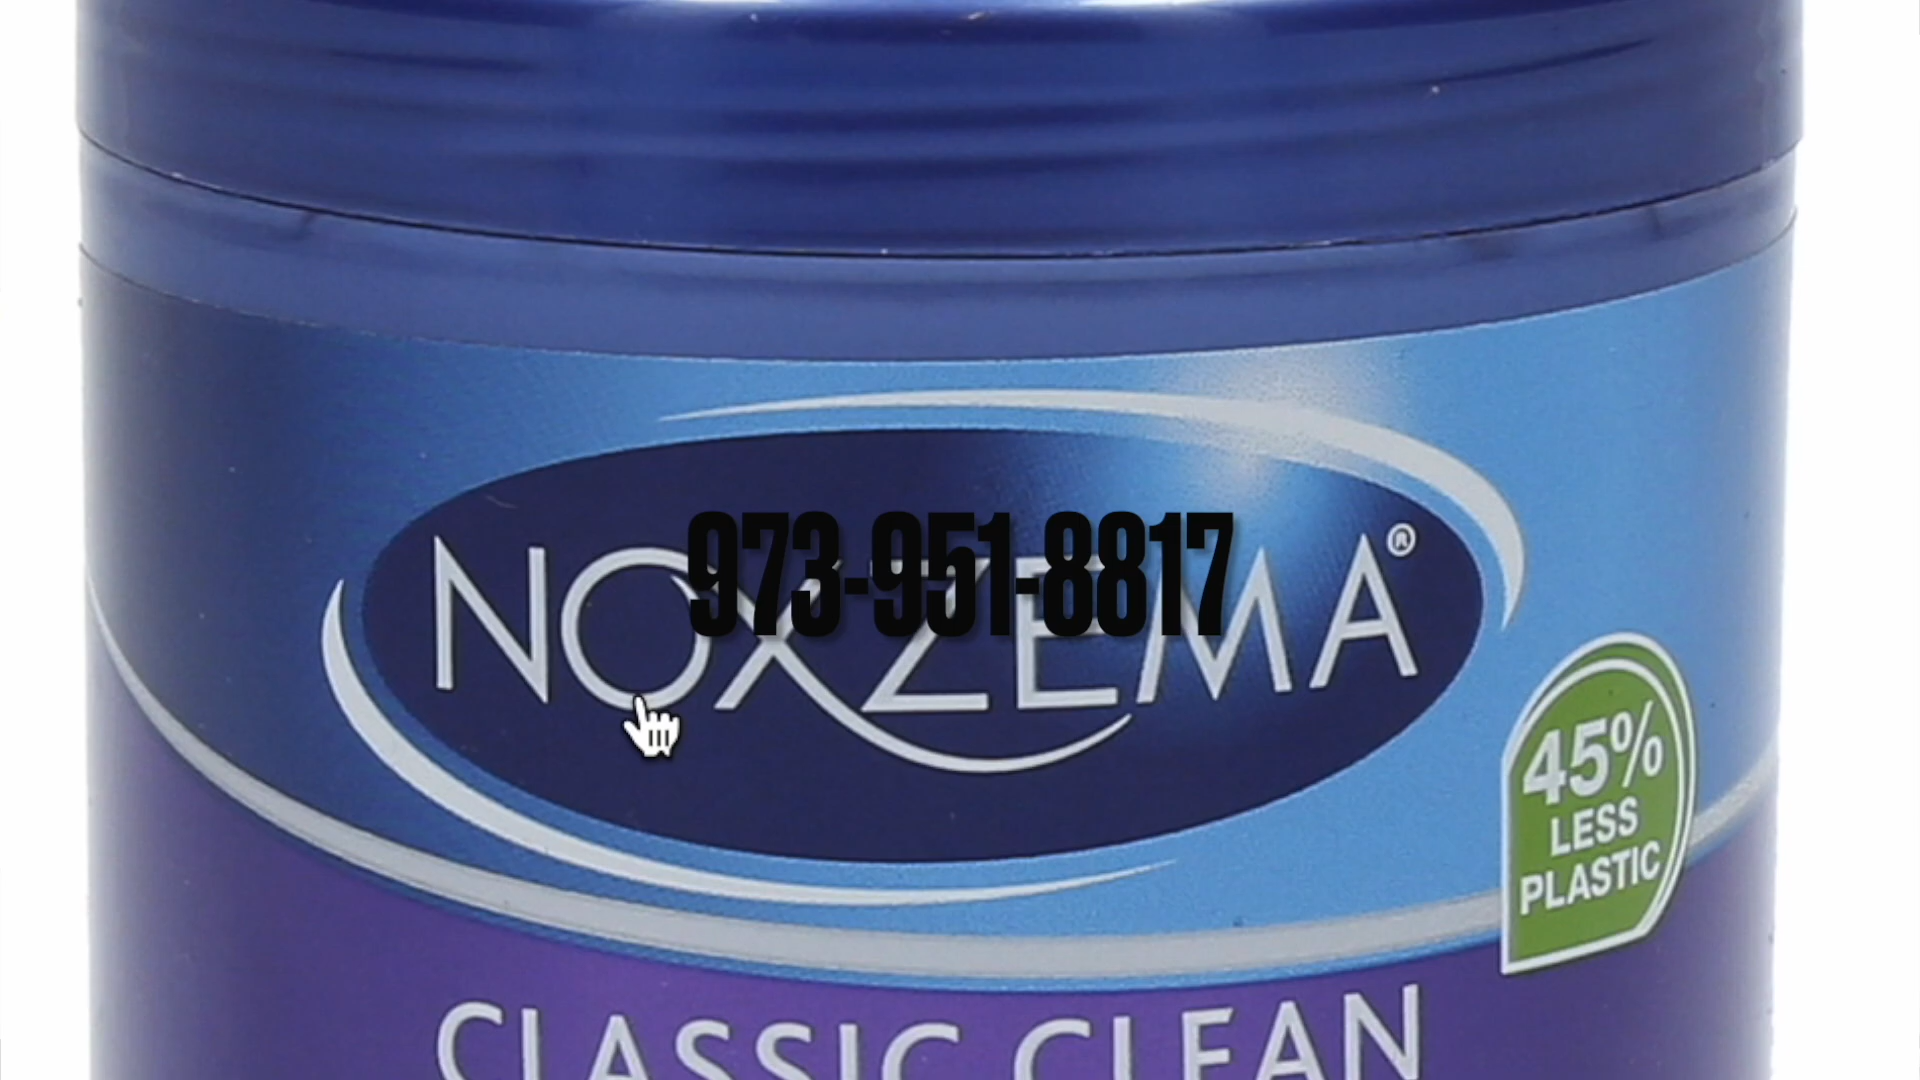 973-951-8817
NOXZEMA®
45%
LESS
PLASTIC
CLASSIC CLEAN